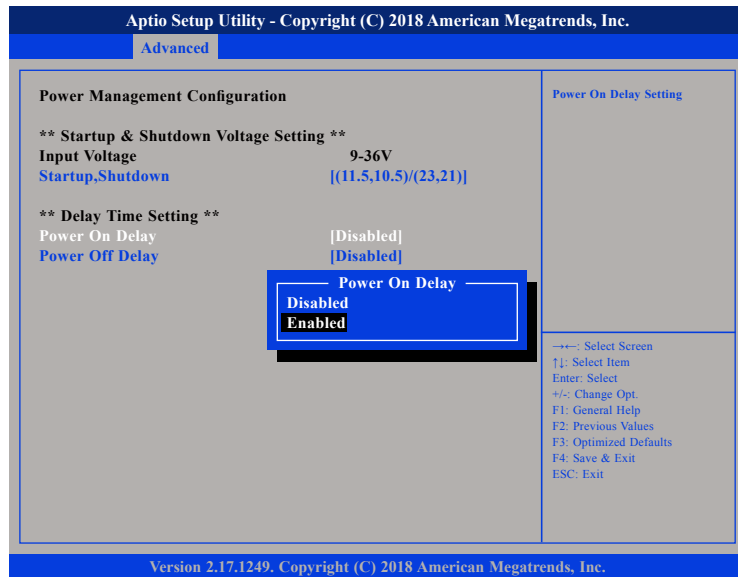 Aptio Setup Utility - Copyright (C) 2018 American Megatrends, Inc.
Advanced
Power Management Configuration
** Startup & Shutdown Voltage Setting **
Input Voltage 9-36V
Startup,Shutdown [(11.5,10.5)/(23,21)]
** Delay Time Setting **
Power On Delay [Disabled]
Power Off Delay [Disabled]
Power On Delay
Disabled
Enabled
Power On Delay Setting
→←: Select Screen
↑↓: Select Item
Enter: Select
+/-: Change Opt.
F1: General Help
F2: Previous Values
F3: Optimized Defaults
F4: Save & Exit
ESC: Exit
Version 2.17.1249. Copyright (C) 2018 American Megatrends, Inc.